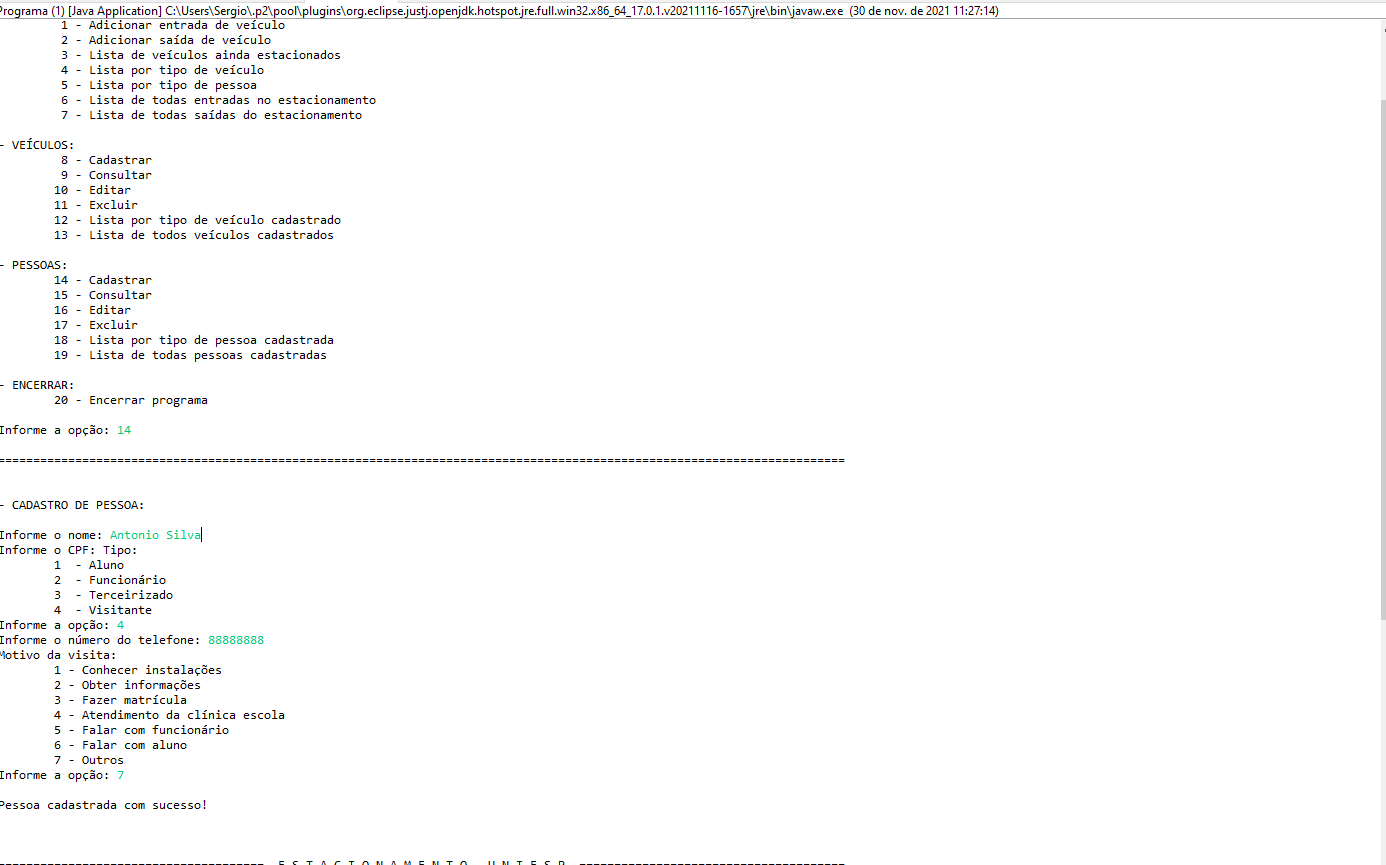 Programa (1) [Java Application] C:\Users\Sergio\.p2\pool\plugins\org.eclipse.justj.openjdk.hotspot.jre.full.win32.x86_64_17.0.1.v20211116-1657\jre\bin\javaw.exe (30 de nov. de 2021 11:27:14)
1 - Adicionar entrada de veículo
2 - Adicionar saída de veículo
3 - Lista de veículos ainda estacionados
4 - Lista por tipo de veículo
5 - Lista por tipo de pessoa
6 - Lista de todas entradas no estacionamento
7 - Lista de todas saídas do estacionamento
- VEÍCULOS:
8 - Cadastrar
9 - Consultar
10 - Editar
11 - Excluir
12 - Lista por tipo de veículo cadastrado
13 - Lista de todos veículos cadastrados
- PESSOAS:
14 - Cadastrar
15 - Consultar
16 - Editar
17 - Excluir
18 - Lista por tipo de pessoa cadastrada
19 - Lista de todas pessoas cadastradas
- ENCERRAR:
20 - Encerrar programa
Informe a opção: 14
- CADASTRO DE PESSOA:
Informe o nome: Antonio Silva
Informe o CPF: Tipo:
1 - Aluno
2 - Funcionário
3 - Terceirizado
4 - Visitante
Informe a opção: 4
Informe o número do telefone: 88888888
Motivo da visita:
1 - Conhecer instalações
2 - Obter informações
3 - Fazer matrícula
4 - Atendimento da clínica escola
5 - Falar com funcionário
6 - Falar com aluno
7 - Outros
Informe a opção: 7
Pessoa cadastrada com sucesso!
E S T A C I O N A M E N T O U N I E S P